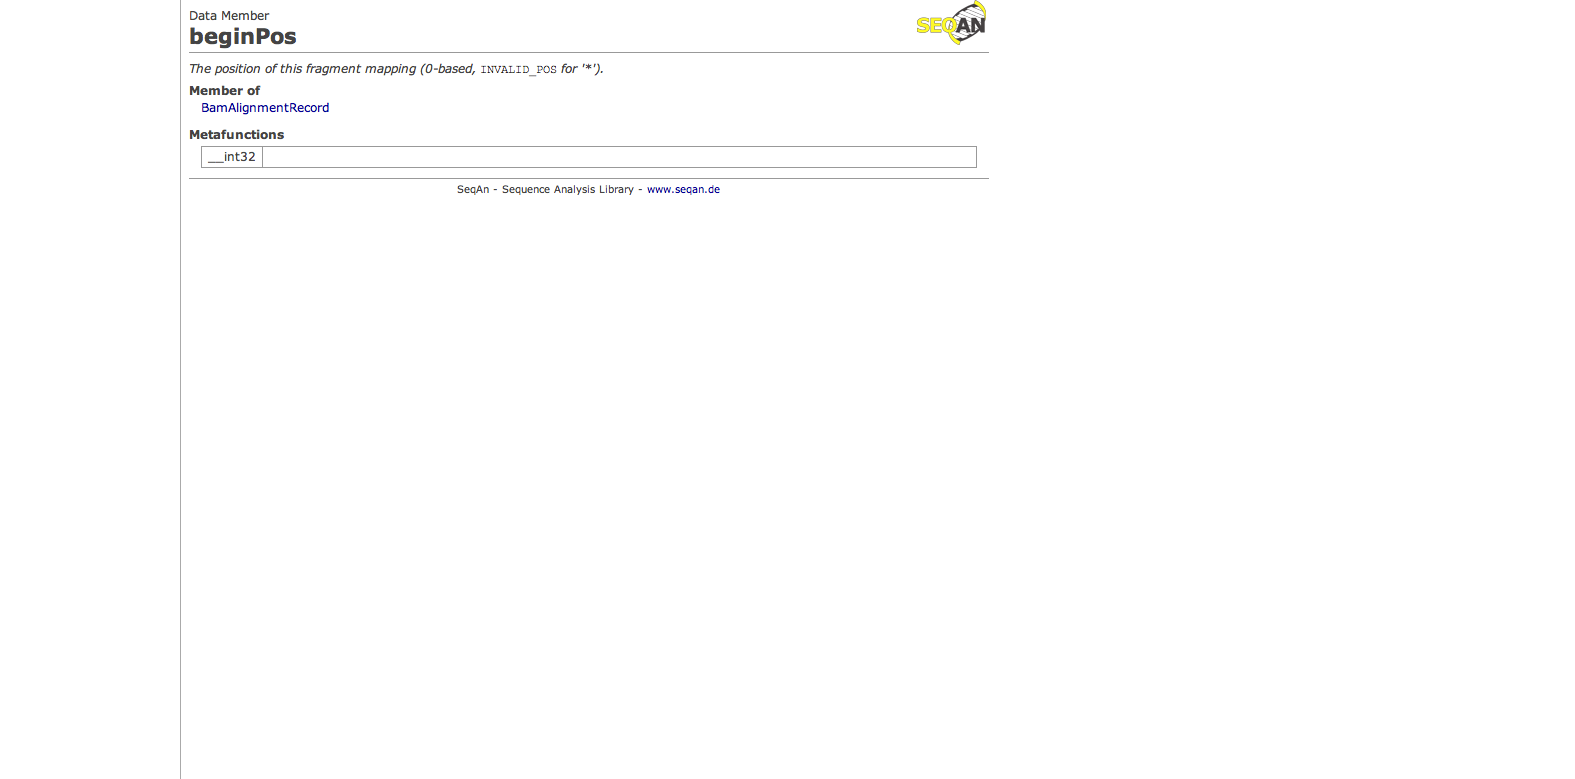 Data Member
SEQAN
beginPos
The position of this fragment mapping (0-based, INVALID_POS for '*').
Member of
BamAlignmentRecord
Metafunctions
__int32
SeqAn - Sequence Analysis Library - www.seqan.de